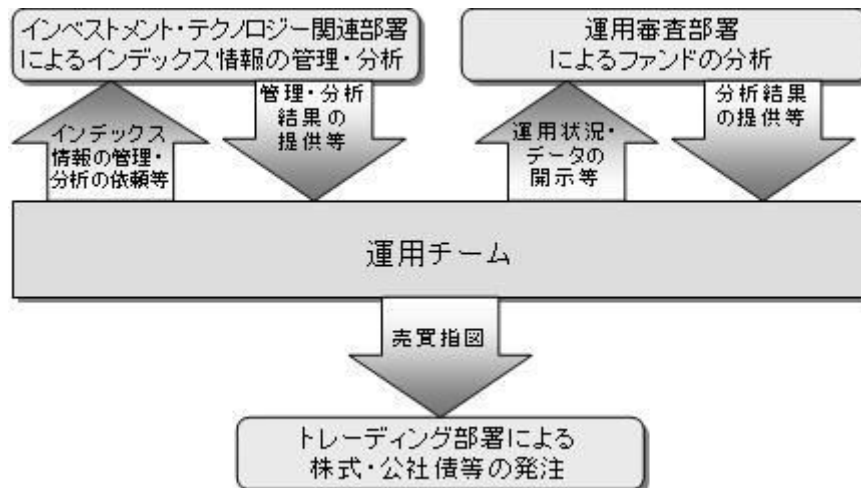 インベストメント・テクノロジー関連部署
によるインデックス情報の管理・分析
運用審査部署
によるファンドの分析
インデックス
情報の管理・
分析の依頼等
管理・分析
結果の
提供等
運用状況・
データの
開示等
分析結果
の提供等
運用チーム
売買指図
トレーディング部署による
株式・公社債等の発注